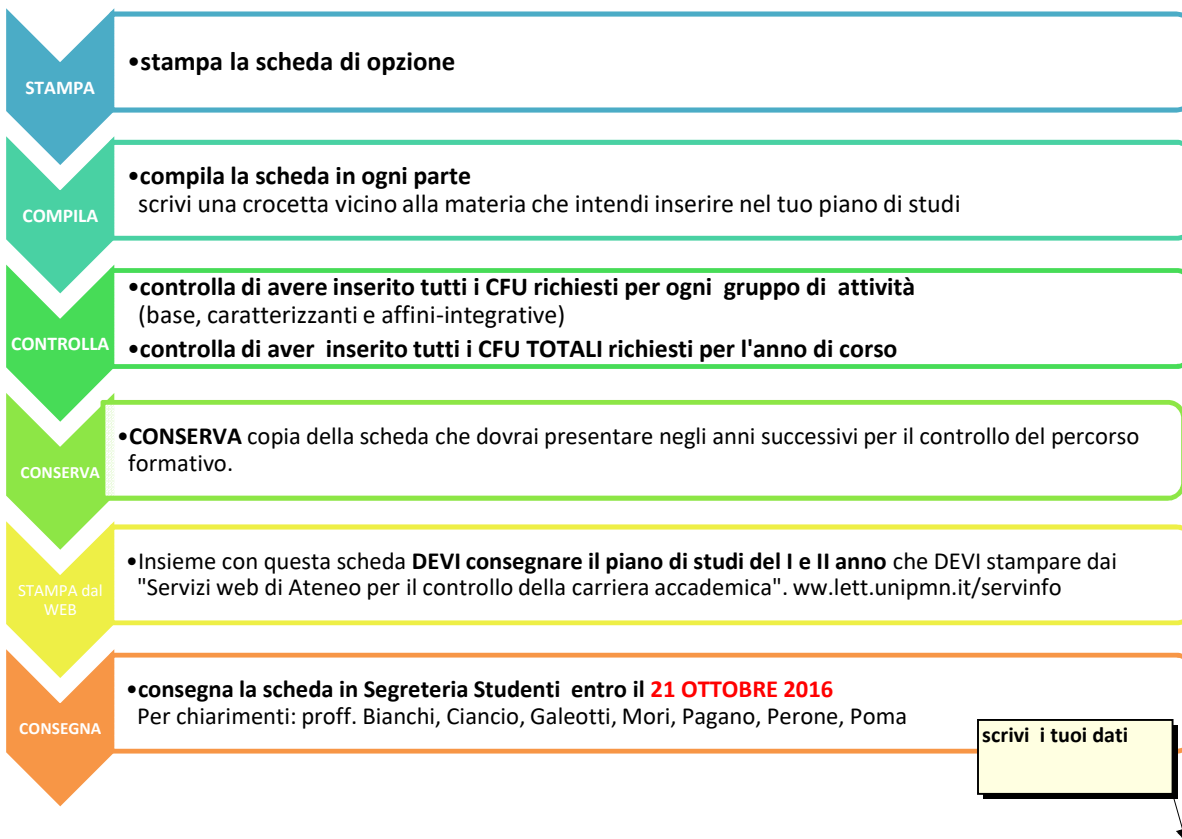 STAMPA
•stampa la scheda di opzione
COMPILA
•compila la scheda in ogni parte
scrivi una crocetta vicino alla materia che intendi inserire nel tuo piano di studi
CONTROLLA
•controlla di avere inserito tutti i CFU richiesti per ogni gruppo di attività
(base, caratterizzanti e affini-integrative)
•controlla di aver inserito tutti i CFU TOTALI richiesti per l'anno di corso
CONSERVA
•CONSERVA copia della scheda che dovrai presentare negli anni successivi per il controllo del percorso
formativo.
STAMPA dal
WEB
•Insieme con questa scheda DEVI consegnare il piano di studi del I e II anno che DEVI stampare dai
"Servizi web di Ateneo per il controllo della carriera accademica". ww.lett.unipmn.it/servinfo
CONSEGNA
•consegna la scheda in Segreteria Studenti entro il 21 OTTOBRE 2016
Per chiarimenti: proff. Bianchi, Ciancio, Galeotti, Mori, Pagano, Perone, Poma
scrivi i tuoi dati